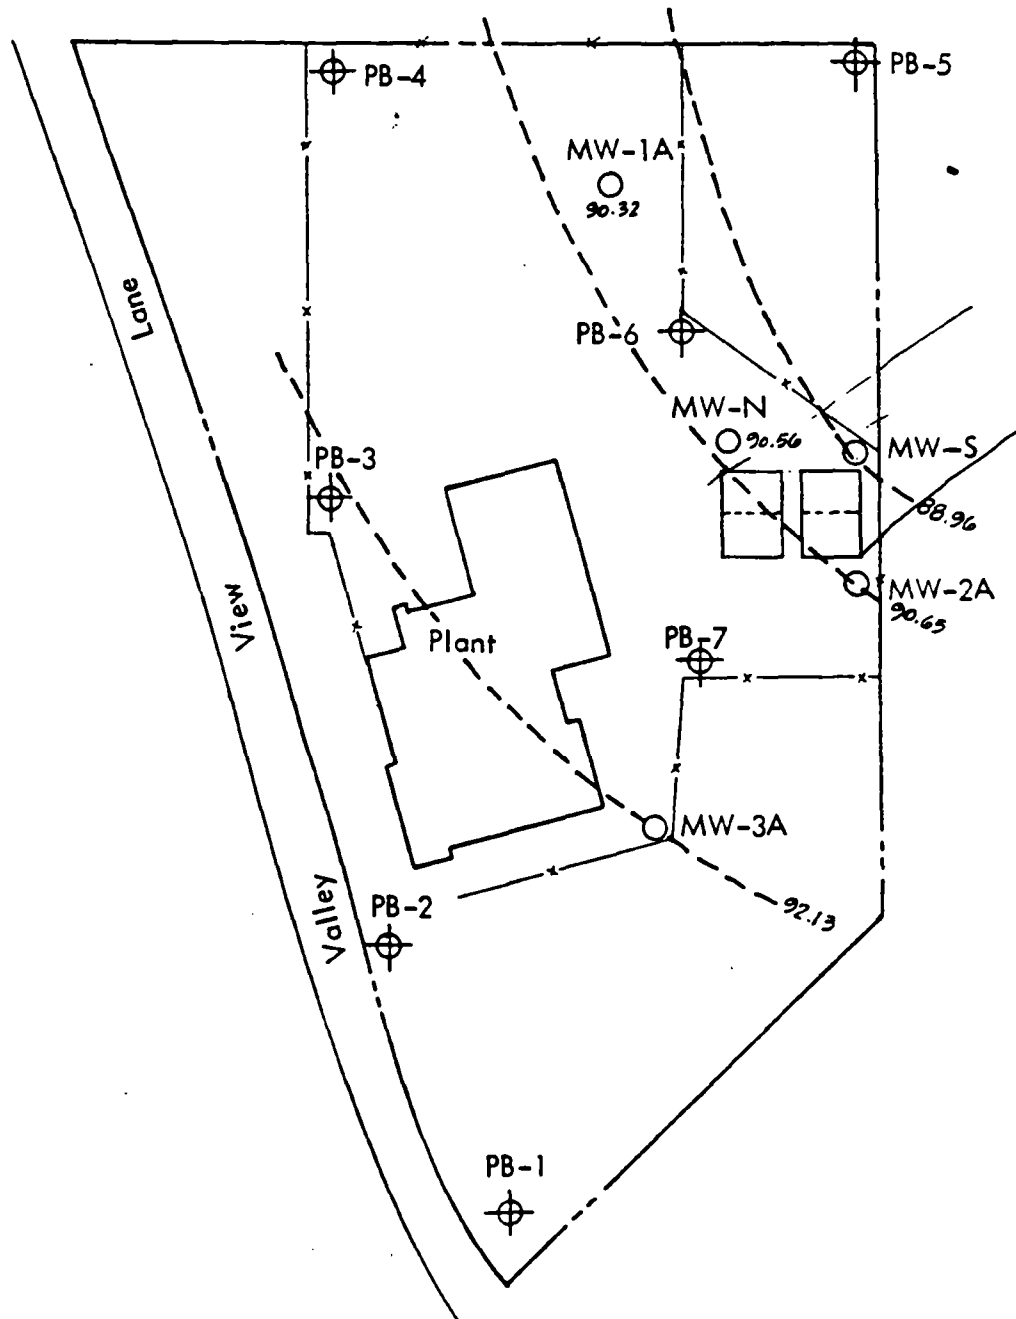 PB-4
PB-5
MW-1A
90.32
Lane
PB-6
MW-N
90.56
MW-S
PB-3
88.96
MW-2A
90.65
View
Plant
PB-7
MW-3A
PB-2
92.13
Valley
PB-1